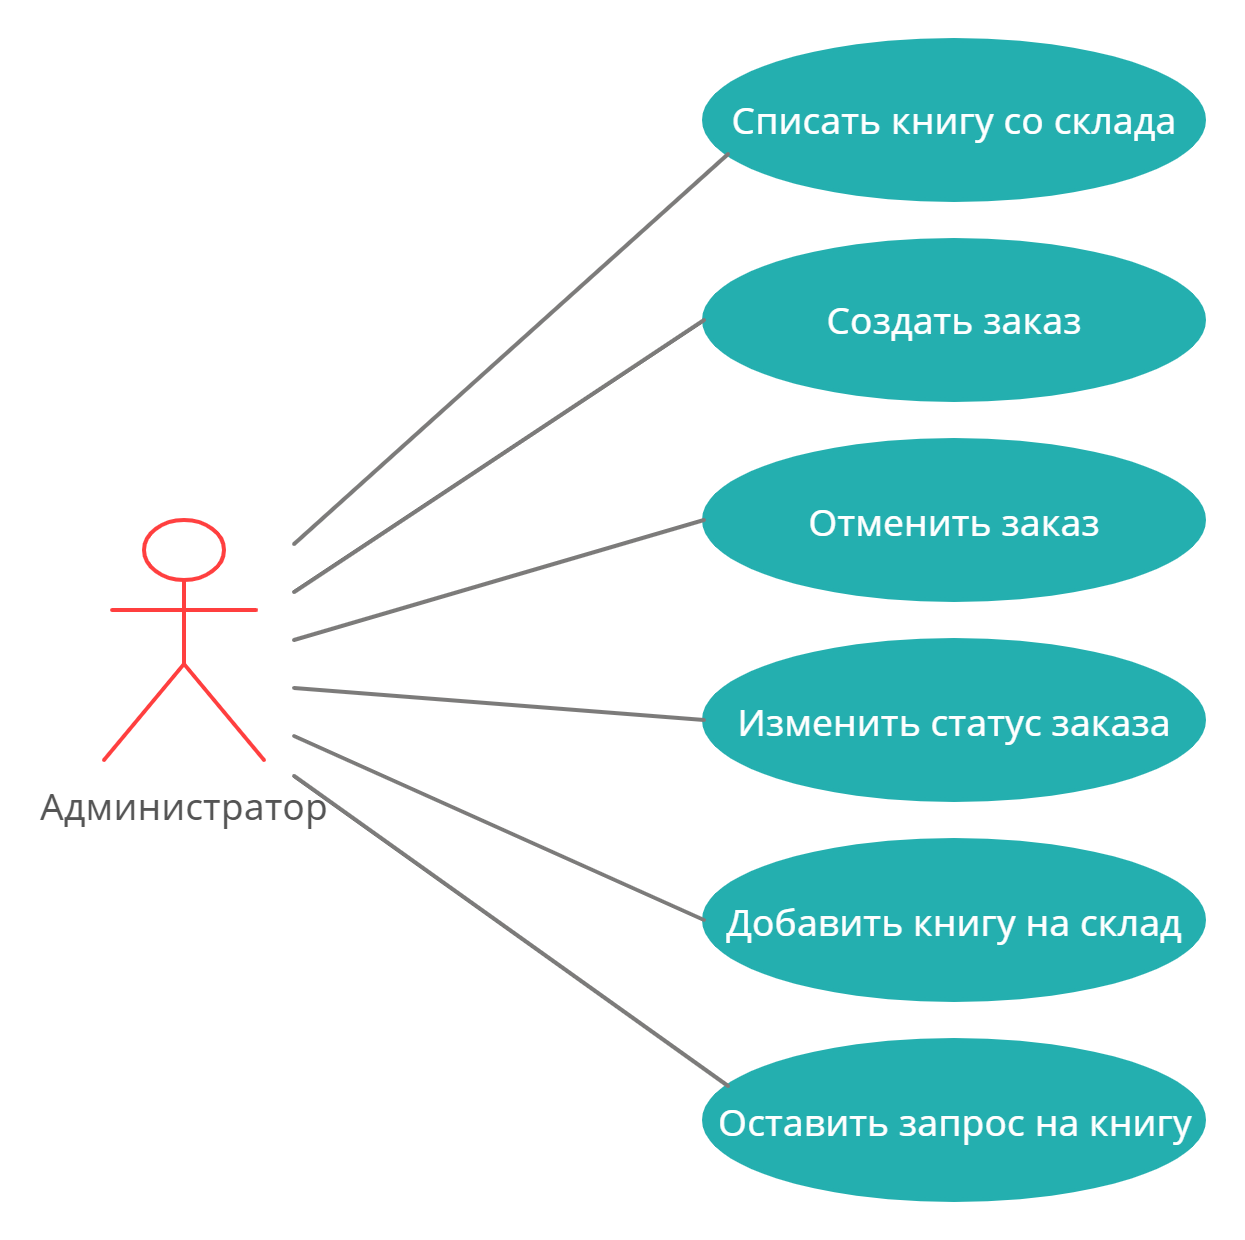 Списать книгу со склада
Создать заказ
Отменить заказ
Изменить статус заказа
Администратор
Добавить книгу на склад
Оставить запрос на книгу